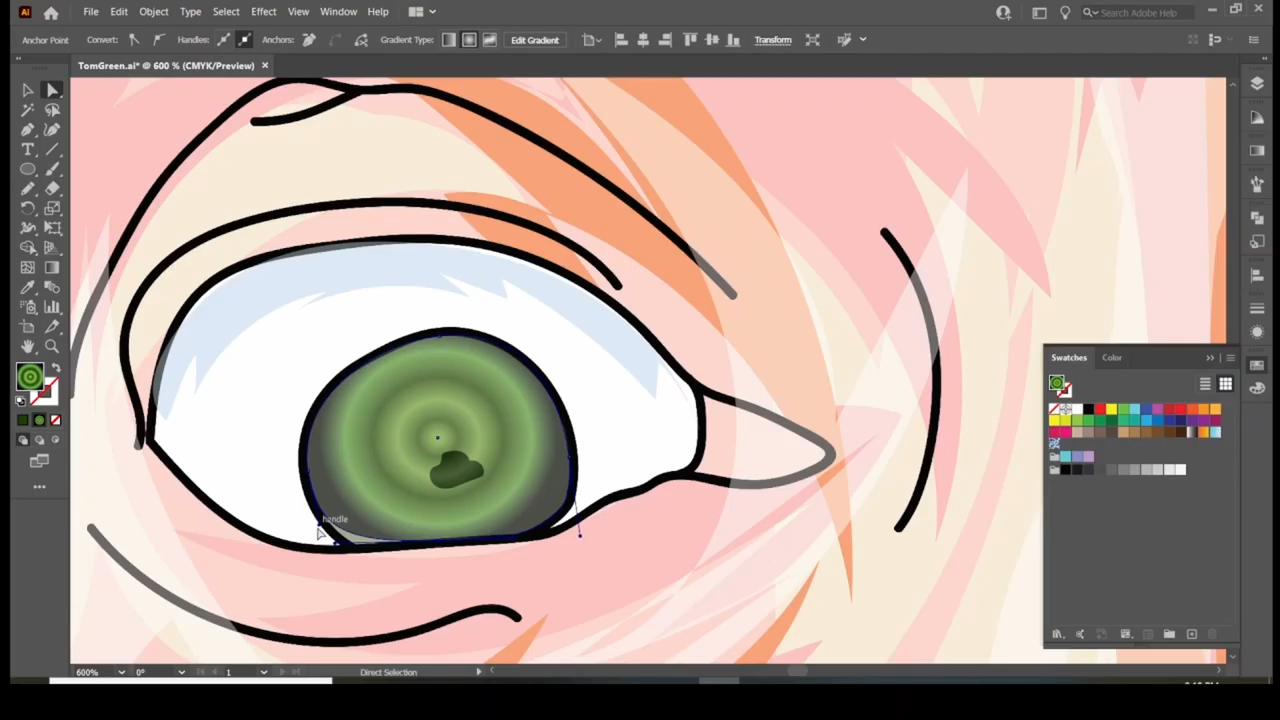 Ai File Edit Object Type Select Effect View Window Help Search Adobe Help
Anchor Point Convert: Handles: Anchors: Gradient Type: Edit Gradient Transform
TomGreen.ai* @ 600 % (CMYK/Preview) ×
handle
Swatches Color
600% 0° 1 Direct Selection